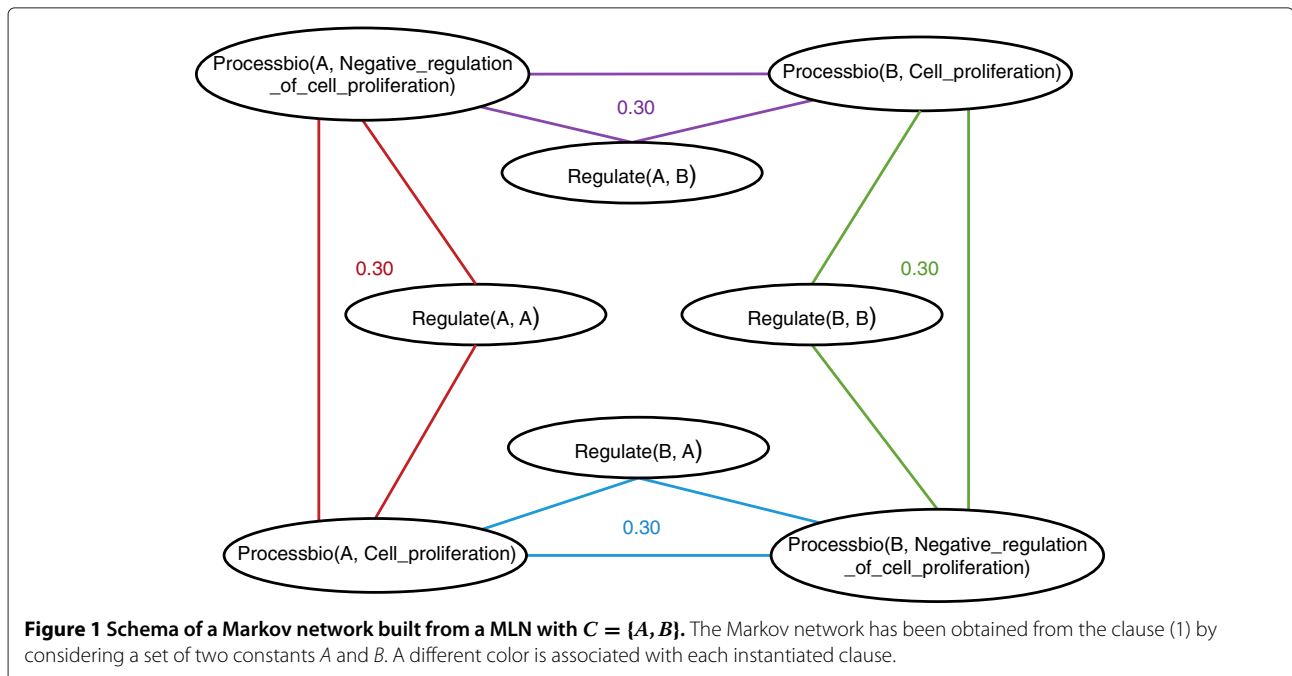 Processbio(A, Negative_regulation
_of_cell_proliferation)
Processbio(B, Cell_proliferation)
0.30
Regulate(A, B)
0.30
0.30
Regulate(A, A)
Regulate(B, B)
Regulate(B, A)
0.30
Processbio(A, Cell_proliferation)
Processbio(B, Negative_regulation
_of_cell_proliferation)
Figure 1 Schema of a Markov network built from a MLN with C = {A, B}. The Markov network has been obtained from the clause (1) by
considering a set of two constants A and B. A different color is associated with each instantiated clause.